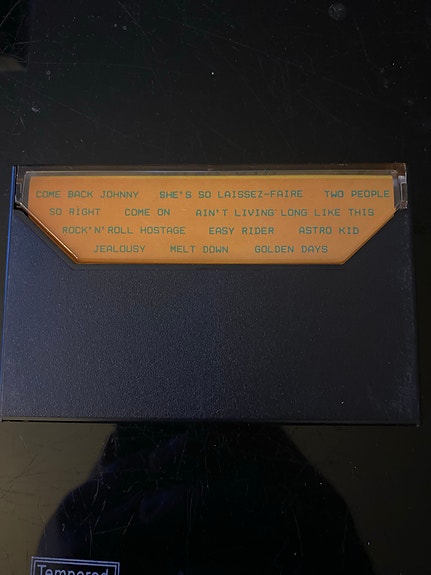 COME BACK JOHNNY SHE'S SO LAISSEZ-FAIRE TWO PEOPLE
SO RIGHT COME ON AIN'T LIVING LONG LIKE THIS
ROCK'N'ROLL HOSTAGE EASY RIDER ASTRO KID
JEALOUSY MELT DOWN GOLDEN DAYS
Tempered